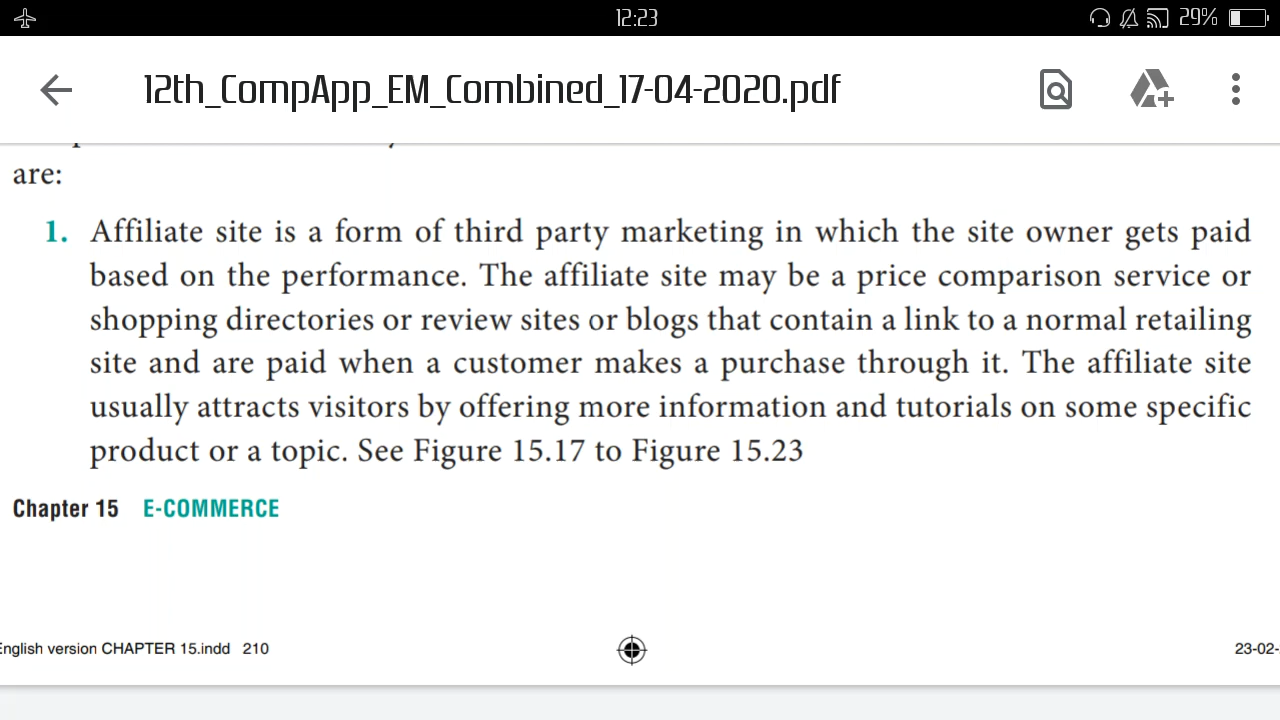 12:23
29%
12th_CompApp_EM_Combined_17-04-2020.pdf
are:
1. Affiliate site is a form of third party marketing in which the site owner gets paid
based on the performance. The affiliate site may be a price comparison service or
shopping directories or review sites or blogs that contain a link to a normal retailing
site and are paid when a customer makes a purchase through it. The affiliate site
usually attracts visitors by offering more information and tutorials on some specific
product or a topic. See Figure 15.17 to Figure 15.23
Chapter 15 E-COMMERCE
English version CHAPTER 15.indd 210
23-02-